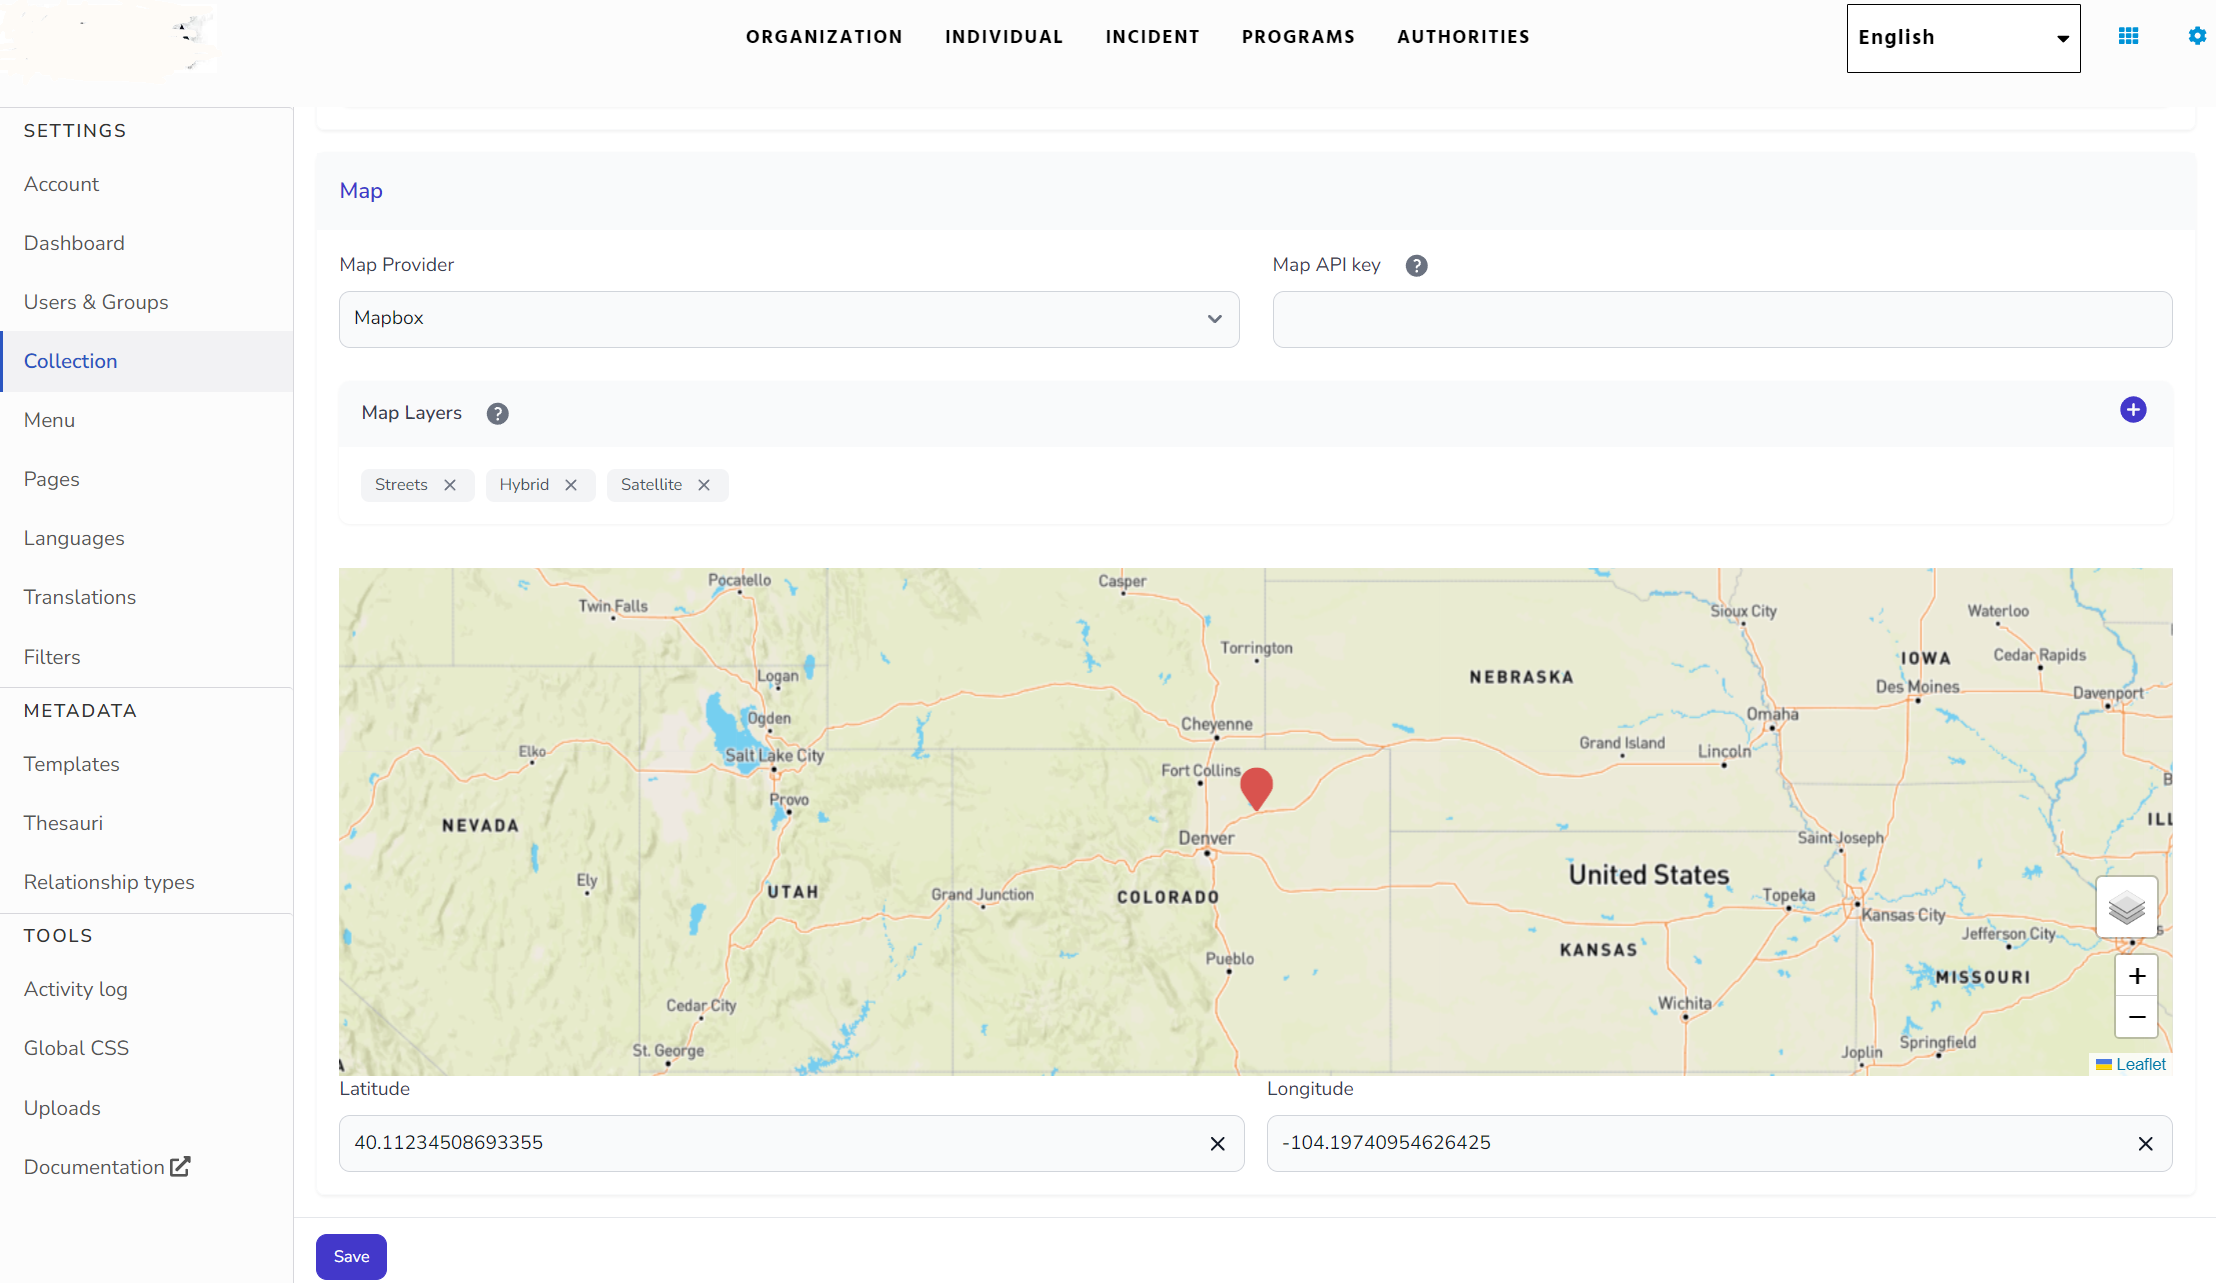 ORGANIZATION INDIVIDUAL INCIDENT PROGRAMS AUTHORITIES English
SETTINGS
Account
Dashboard
Users & Groups
Collection
Menu
Pages
Languages
Translations
Filters
METADATA
Templates
Thesauri
Relationship types
TOOLS
Activity log
Global CSS
Uploads
Documentation
Map
Map Provider
Mapbox
Map API key
Map Layers
Streets Hybrid Satellite
Pocatello
Casper
Twin Falls
Sioux City
Waterloo
Torrington
IOWA
Cedar Rapids
Logan
NEBRASKA
Des Moines
Davenport
Ogden
Cheyenne
Omaha
Elko
Salt Lake City
Grand Island
Lincoln
Fort Collins
Provo
NEVADA
ILL
Denver
Saint Joseph
Ely
UTAH
Grand Junction
COLORADO
United States
Topeka
Kansas City
Jefferson City
KANSAS
Pueblo
MISSOURI
Cedar City
Wichita
St. George
Joplin
Springfield
+
−
Leaflet
Latitude
40.11234508693355
Longitude
-104.19740954626425
Save